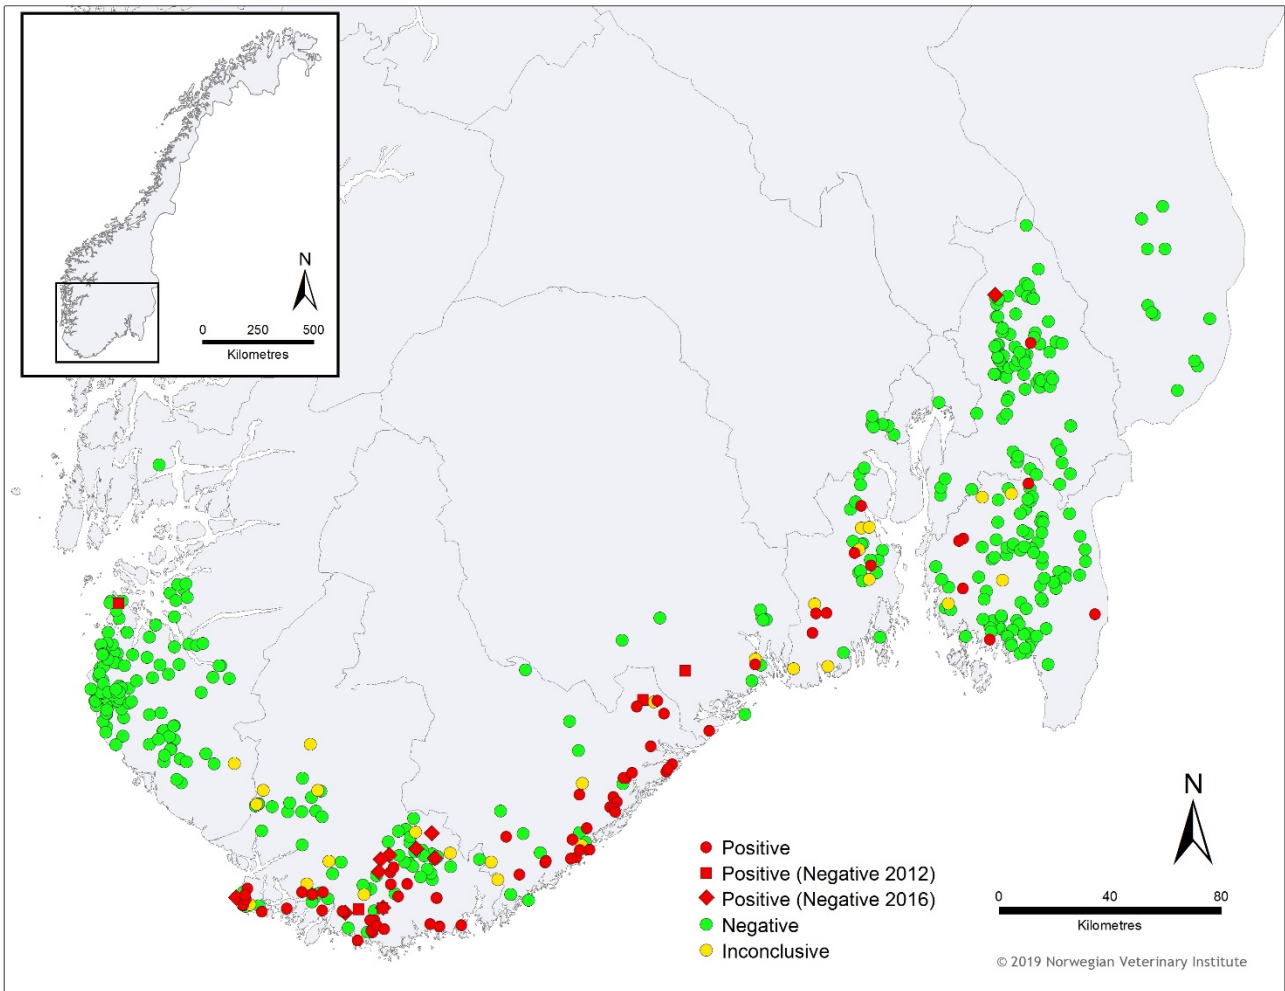 N
0 250 500
Kilometres
N
Positive
Positive (Negative 2012)
Positive (Negative 2016)
Negative
Inconclusive
0 40 80
Kilometres
© 2019 Norwegian Veterinary Institute